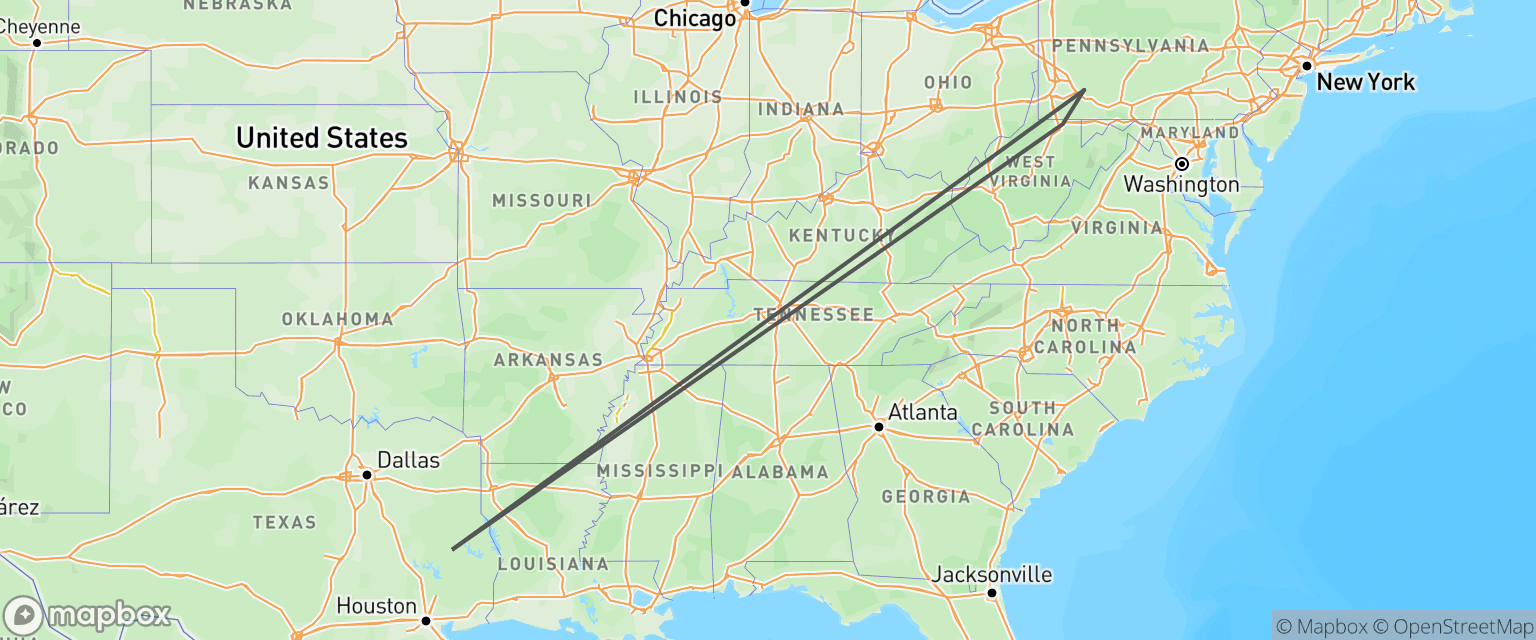 NEBRASKA
Cheyenne
Chicago
PENNSYLVANIA
New York
OHIO
ILLINOIS
INDIANA
United States
MARYLAND
ORADO
WEST
VIRGINIA
Washington
KANSAS
MISSOURI
KENTUCKY
VIRGINIA
OKLAHOMA
TENNESSEE
NORTH
CAROLINA
ARKANSAS
W
CO
Atlanta
SOUTH
CAROLINA
Dallas
MISSISSIPPI
ALABAMA
GEORGIA
árez
TEXAS
LOUISIANA
Jacksonville
Houston
mapbox
© Mapbox © OpenStreetMap